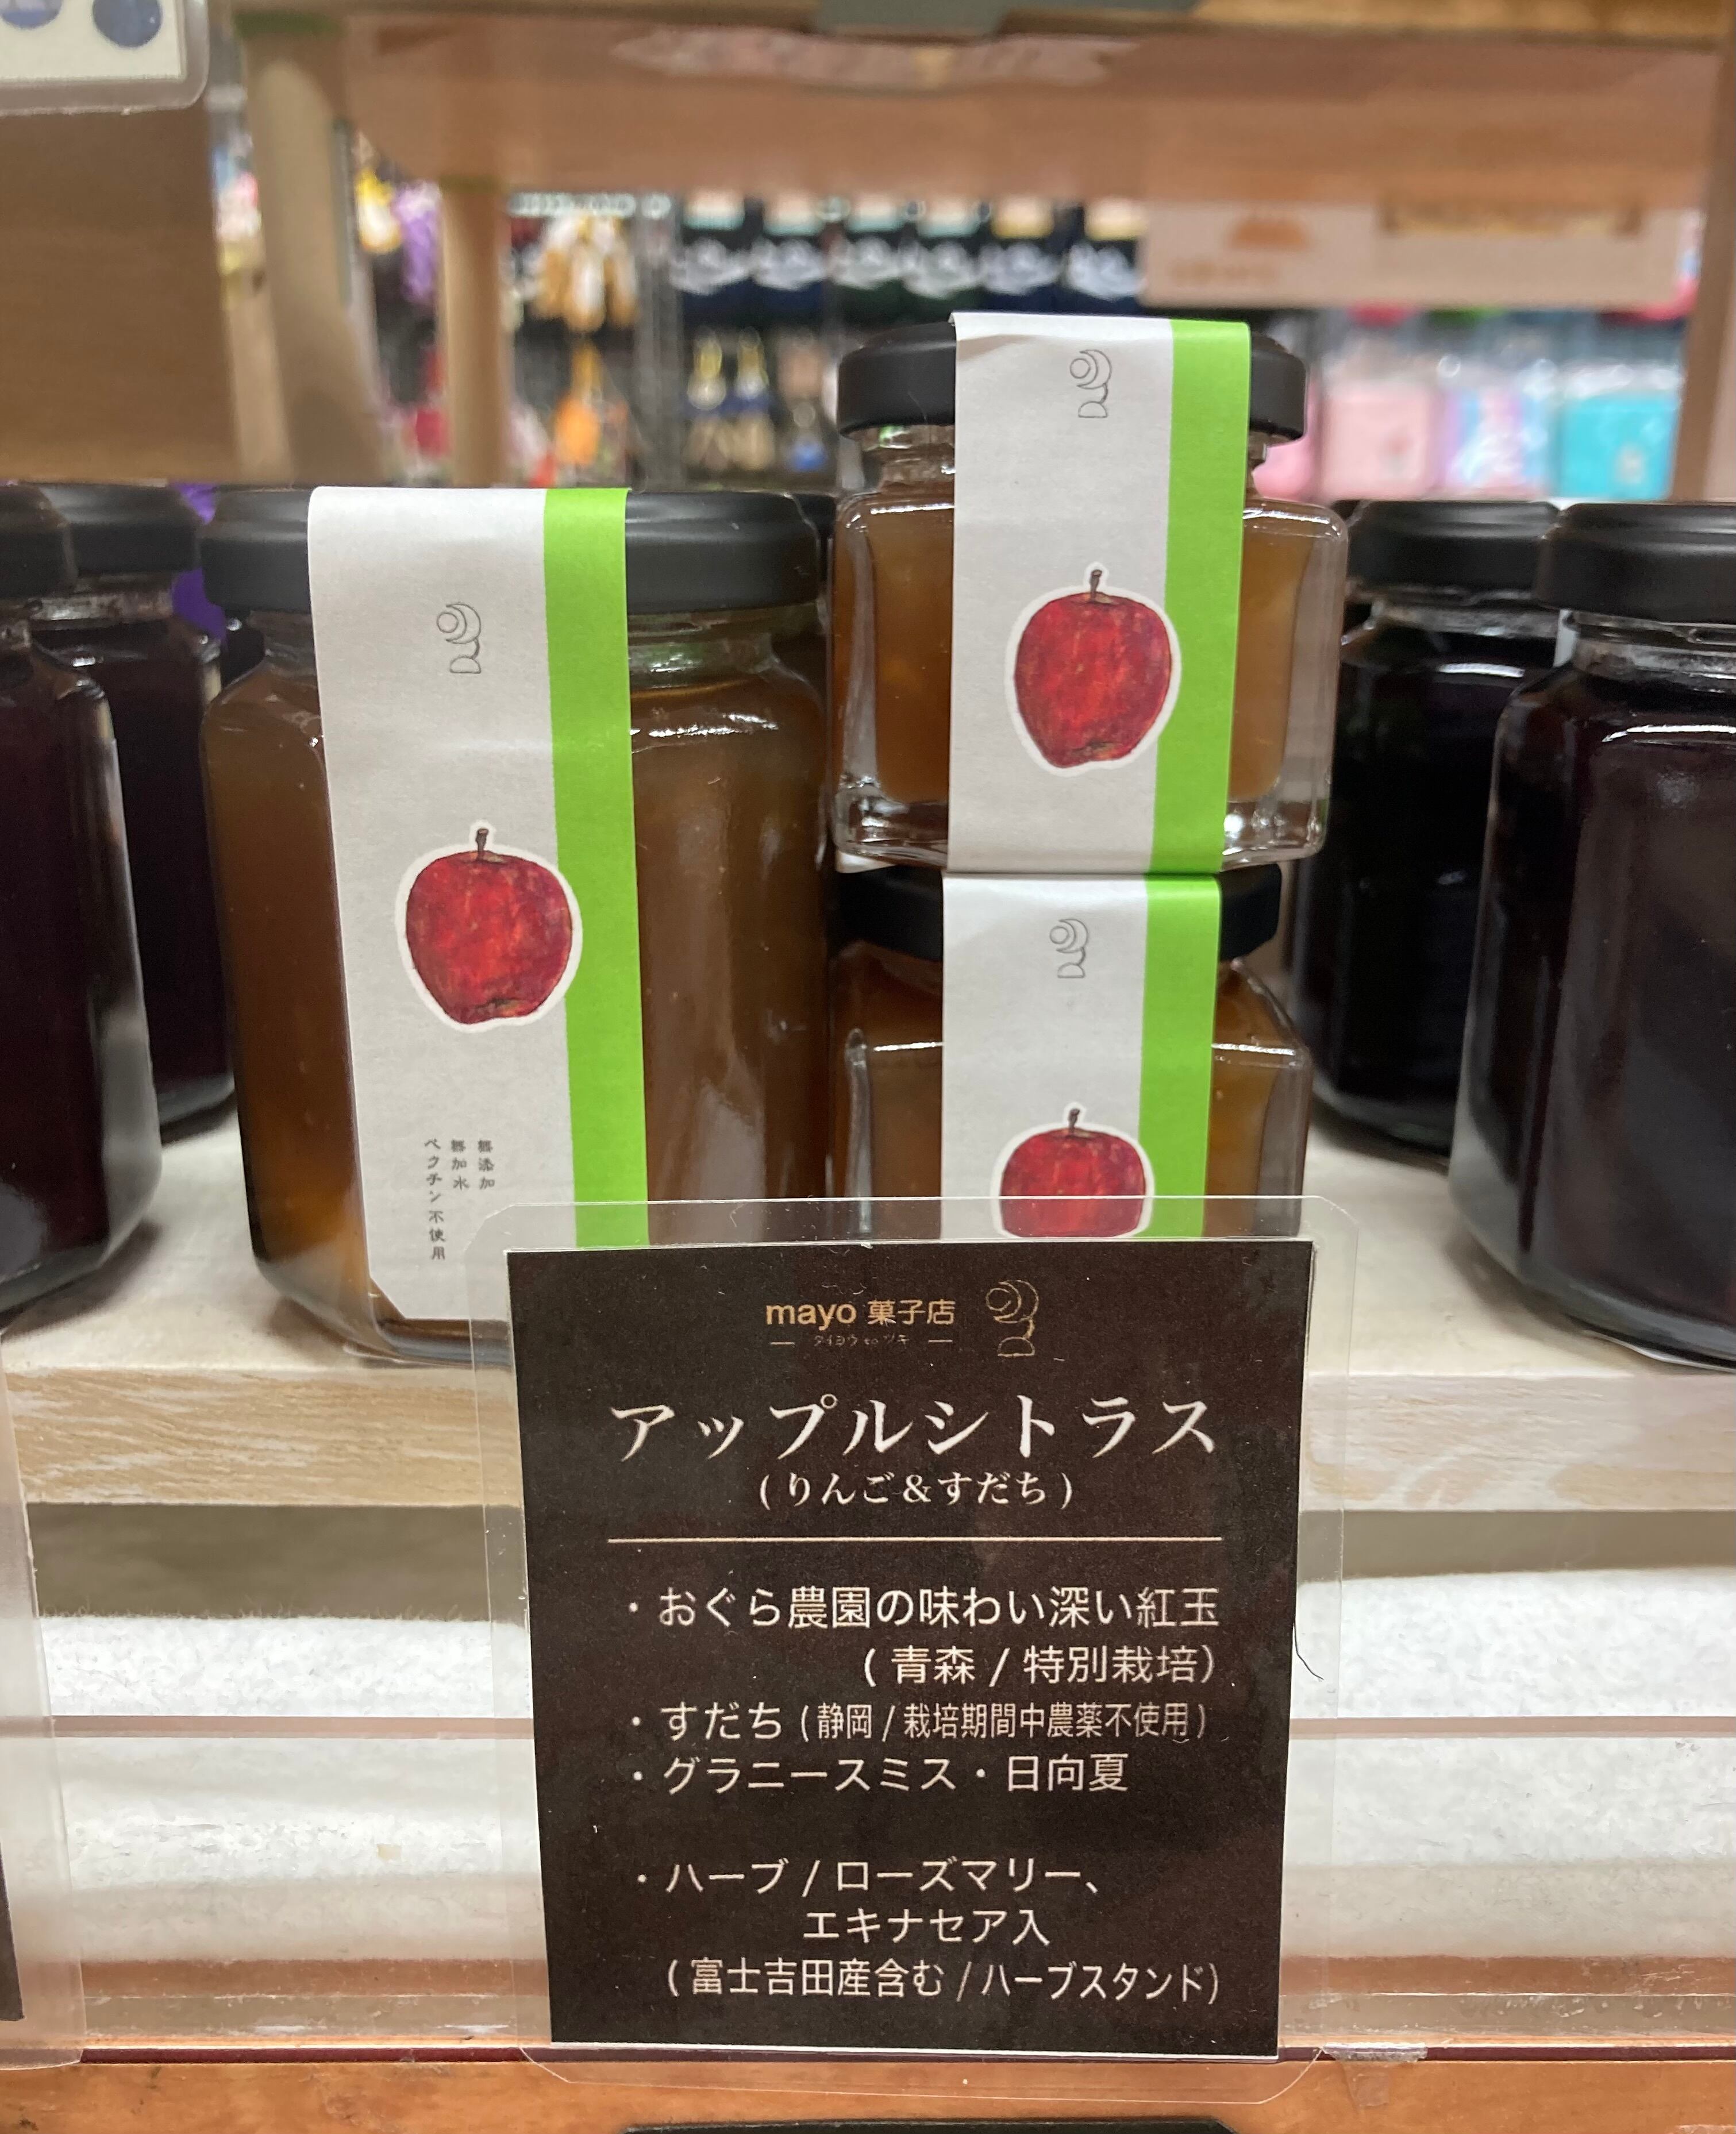 無添加
無加水
ペクチン不使用
mayo 菓子店
タイヨウ to ツキ
アップルシトラス
(りんご&すだち)
・おぐら農園の味わい深い紅玉
(青森/特別栽培)
・すだち(静岡/栽培期間中農薬不使用)
・グラニースミス・日向夏
・ハーブ/ローズマリー、
エキナセア入
(富士吉田産含む/ハーブスタンド)